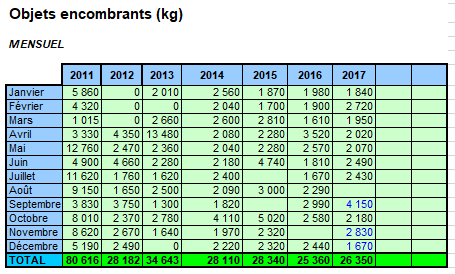 Objets encombrants (kg)
MENSUEL
2011 2012 2013 2014 2015 2016 2017
Janvier 5 860 0 2 010 2 560 1 870 1 980 1 840
Février 4 320 0 0 2 040 1 700 1 900 2 720
Mars 1 015 0 2 660 2 600 2 810 1 610 1 950
Avril 3 330 4 350 13 480 2 080 2 280 3 520 2 020
Mai 12 760 2 470 2 360 2 040 2 280 2 570 2 070
Juin 4 900 4 660 2 280 2 180 4 740 1 810 2 490
Juillet 11 620 1 760 1 620 2 400 1 670 2 430
Août 9 150 1 650 2 500 2 090 3 000 2 290
Septembre 3 830 3 750 1 300 1 820 2 990 4 150
Octobre 8 010 2 370 2 780 4 110 5 020 2 580 2 180
Novembre 8 620 2 670 1 640 1 970 2 320 2 830
Décembre 5 190 2 490 0 2 220 2 320 2 440 1 670
TOTAL 80 616 28 182 34 643 28 110 28 340 25 360 26 350